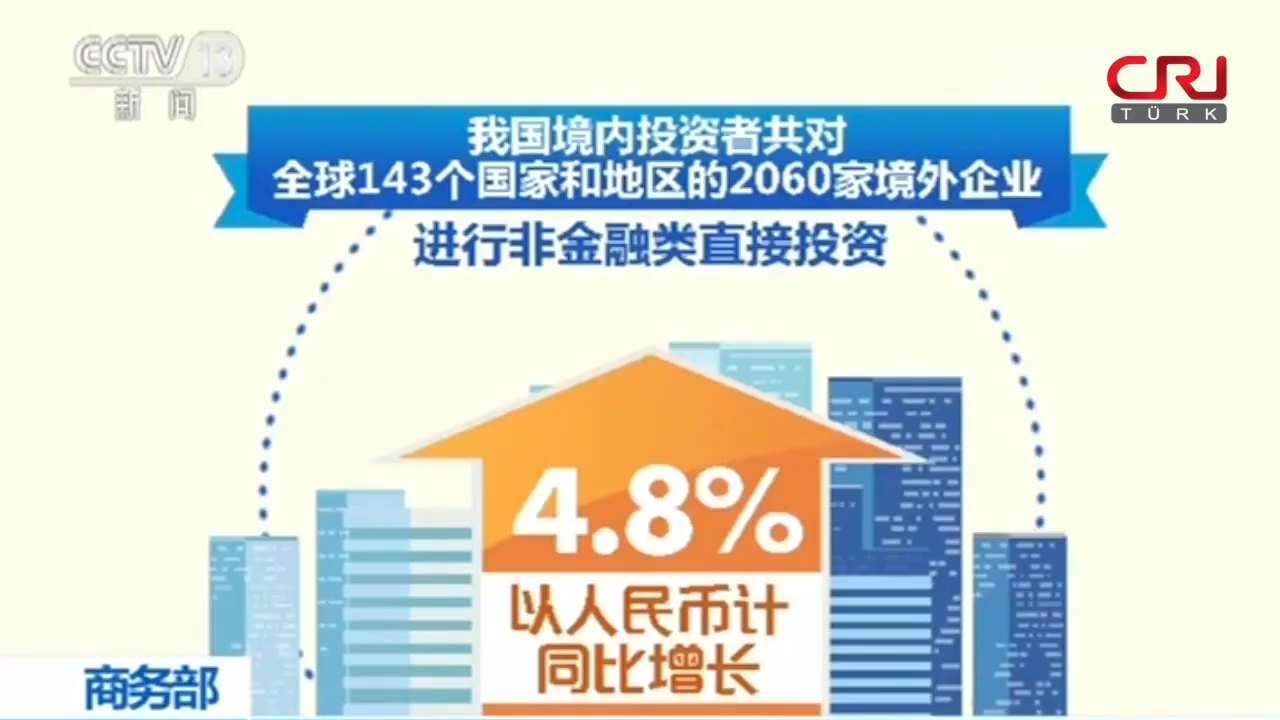 CCTV 13
新闻
CRI
TÜRK
我国境内投资者共对
全球143个国家和地区的2060家境外企业
进行非金融类直接投资
4.8%
以人民币计
同比增长
商务部